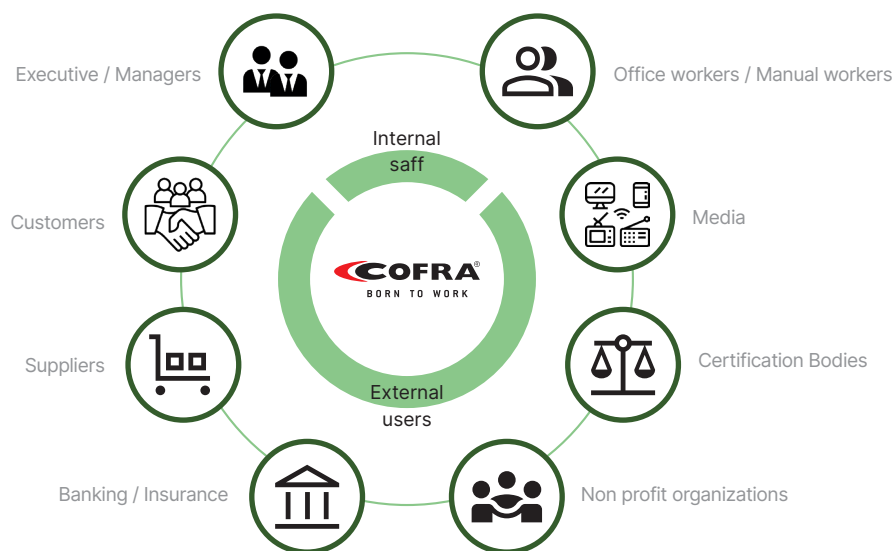 Executive / Managers
Office workers / Manual workers
Internal
saff
Customers
Media
COFRA®
BORN TO WORK
Suppliers
Certification Bodies
External
users
Banking / Insurance
Non profit organizations